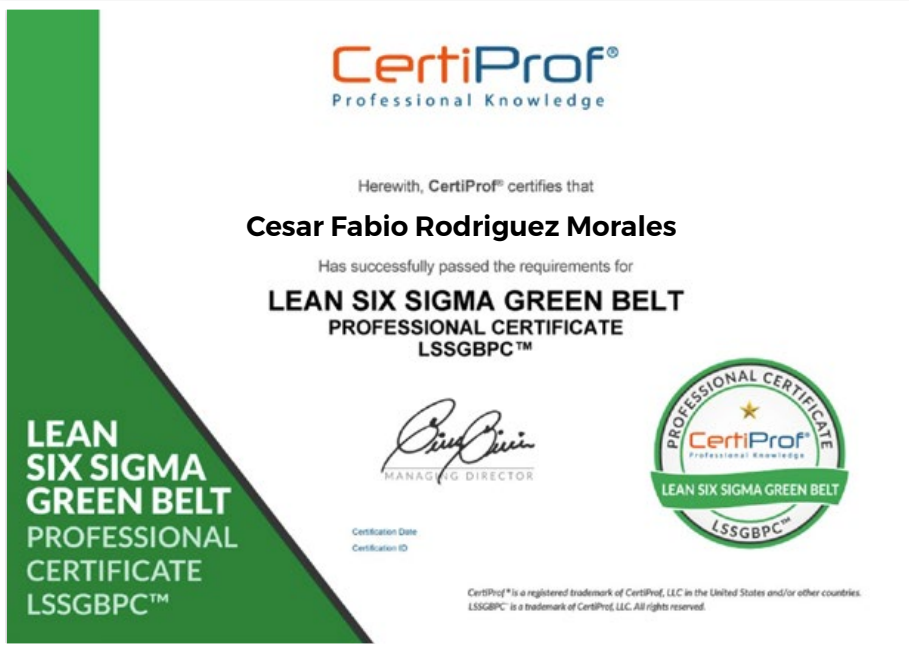 CertiProf®
Professional Knowledge
Herewith, CertiProf® certifies that
Cesar Fabio Rodriguez Morales
Has successfully passed the requirements for
LEAN SIX SIGMA GREEN BELT
PROFESSIONAL CERTIFICATE
LSSGBPC™
MANAGING DIRECTOR
Certification Date
Certification ID
LEAN
SIX SIGMA
GREEN BELT
PROFESSIONAL
CERTIFICATE
LSSGBPC™
PROFESSIONAL CERTIFICATE
CertiProf®
Professional Knowledge
LEAN SIX SIGMA GREEN BELT
LSSGBPC™
CertiProf® is a registered trademark of CertiProf, LLC in the United States and/or other countries.
LSSGBPC™ is a trademark of CertiProf, LLC. All rights reserved.